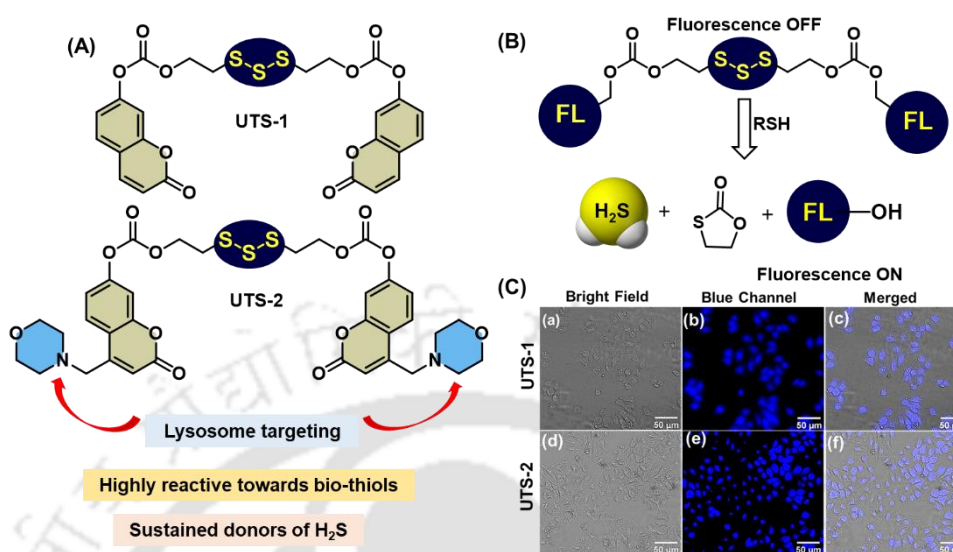 (A)
O
O
O
S
S
S
O
O
O
UTS-1
O
O
O
O
O
O
O
S
S
S
O
O
O
UTS-2
O
O
O
O
O
N
N
O
Lysosome targeting
Highly reactive towards bio-thiols
Sustained donors of H₂S
(B)
Fluorescence OFF
O
O
O
S
S
S
O
O
O
FL
FL
RSH
H₂S
+
O
S
O
+
FL
OH
Fluorescence ON
(C)
Bright Field
Blue Channel
Merged
UTS-1
(a)
(b)
(c)
50 μm
50 μm
50 μm
UTS-2
(d)
(e)
(f)
50 μm
50 μm
50 μm